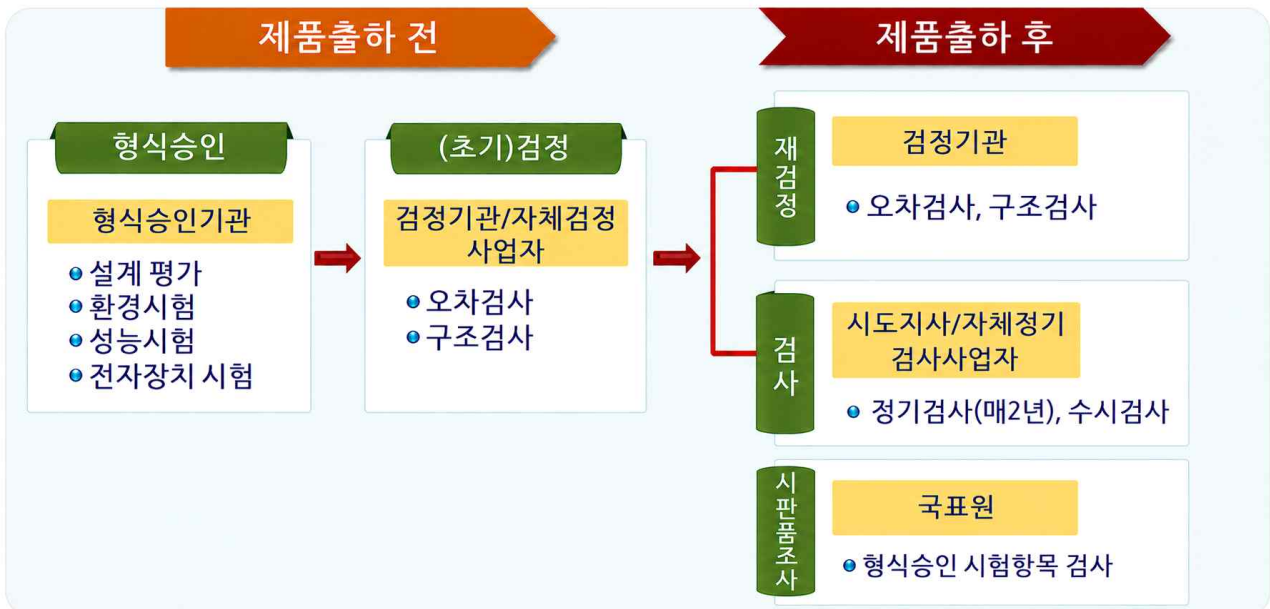 제품출하 전
제품출하 후
형식승인
형식승인기관
설계 평가
환경시험
성능시험
전자장치 시험
(초기)검정
검정기관/자체검정
사업자
오차검사
구조검사
재검정
검정기관
오차검사, 구조검사
검사
시도지사/자체정기
검사사업자
정기검사(매2년), 수시검사
시판품조사
국표원
형식승인 시험항목 검사